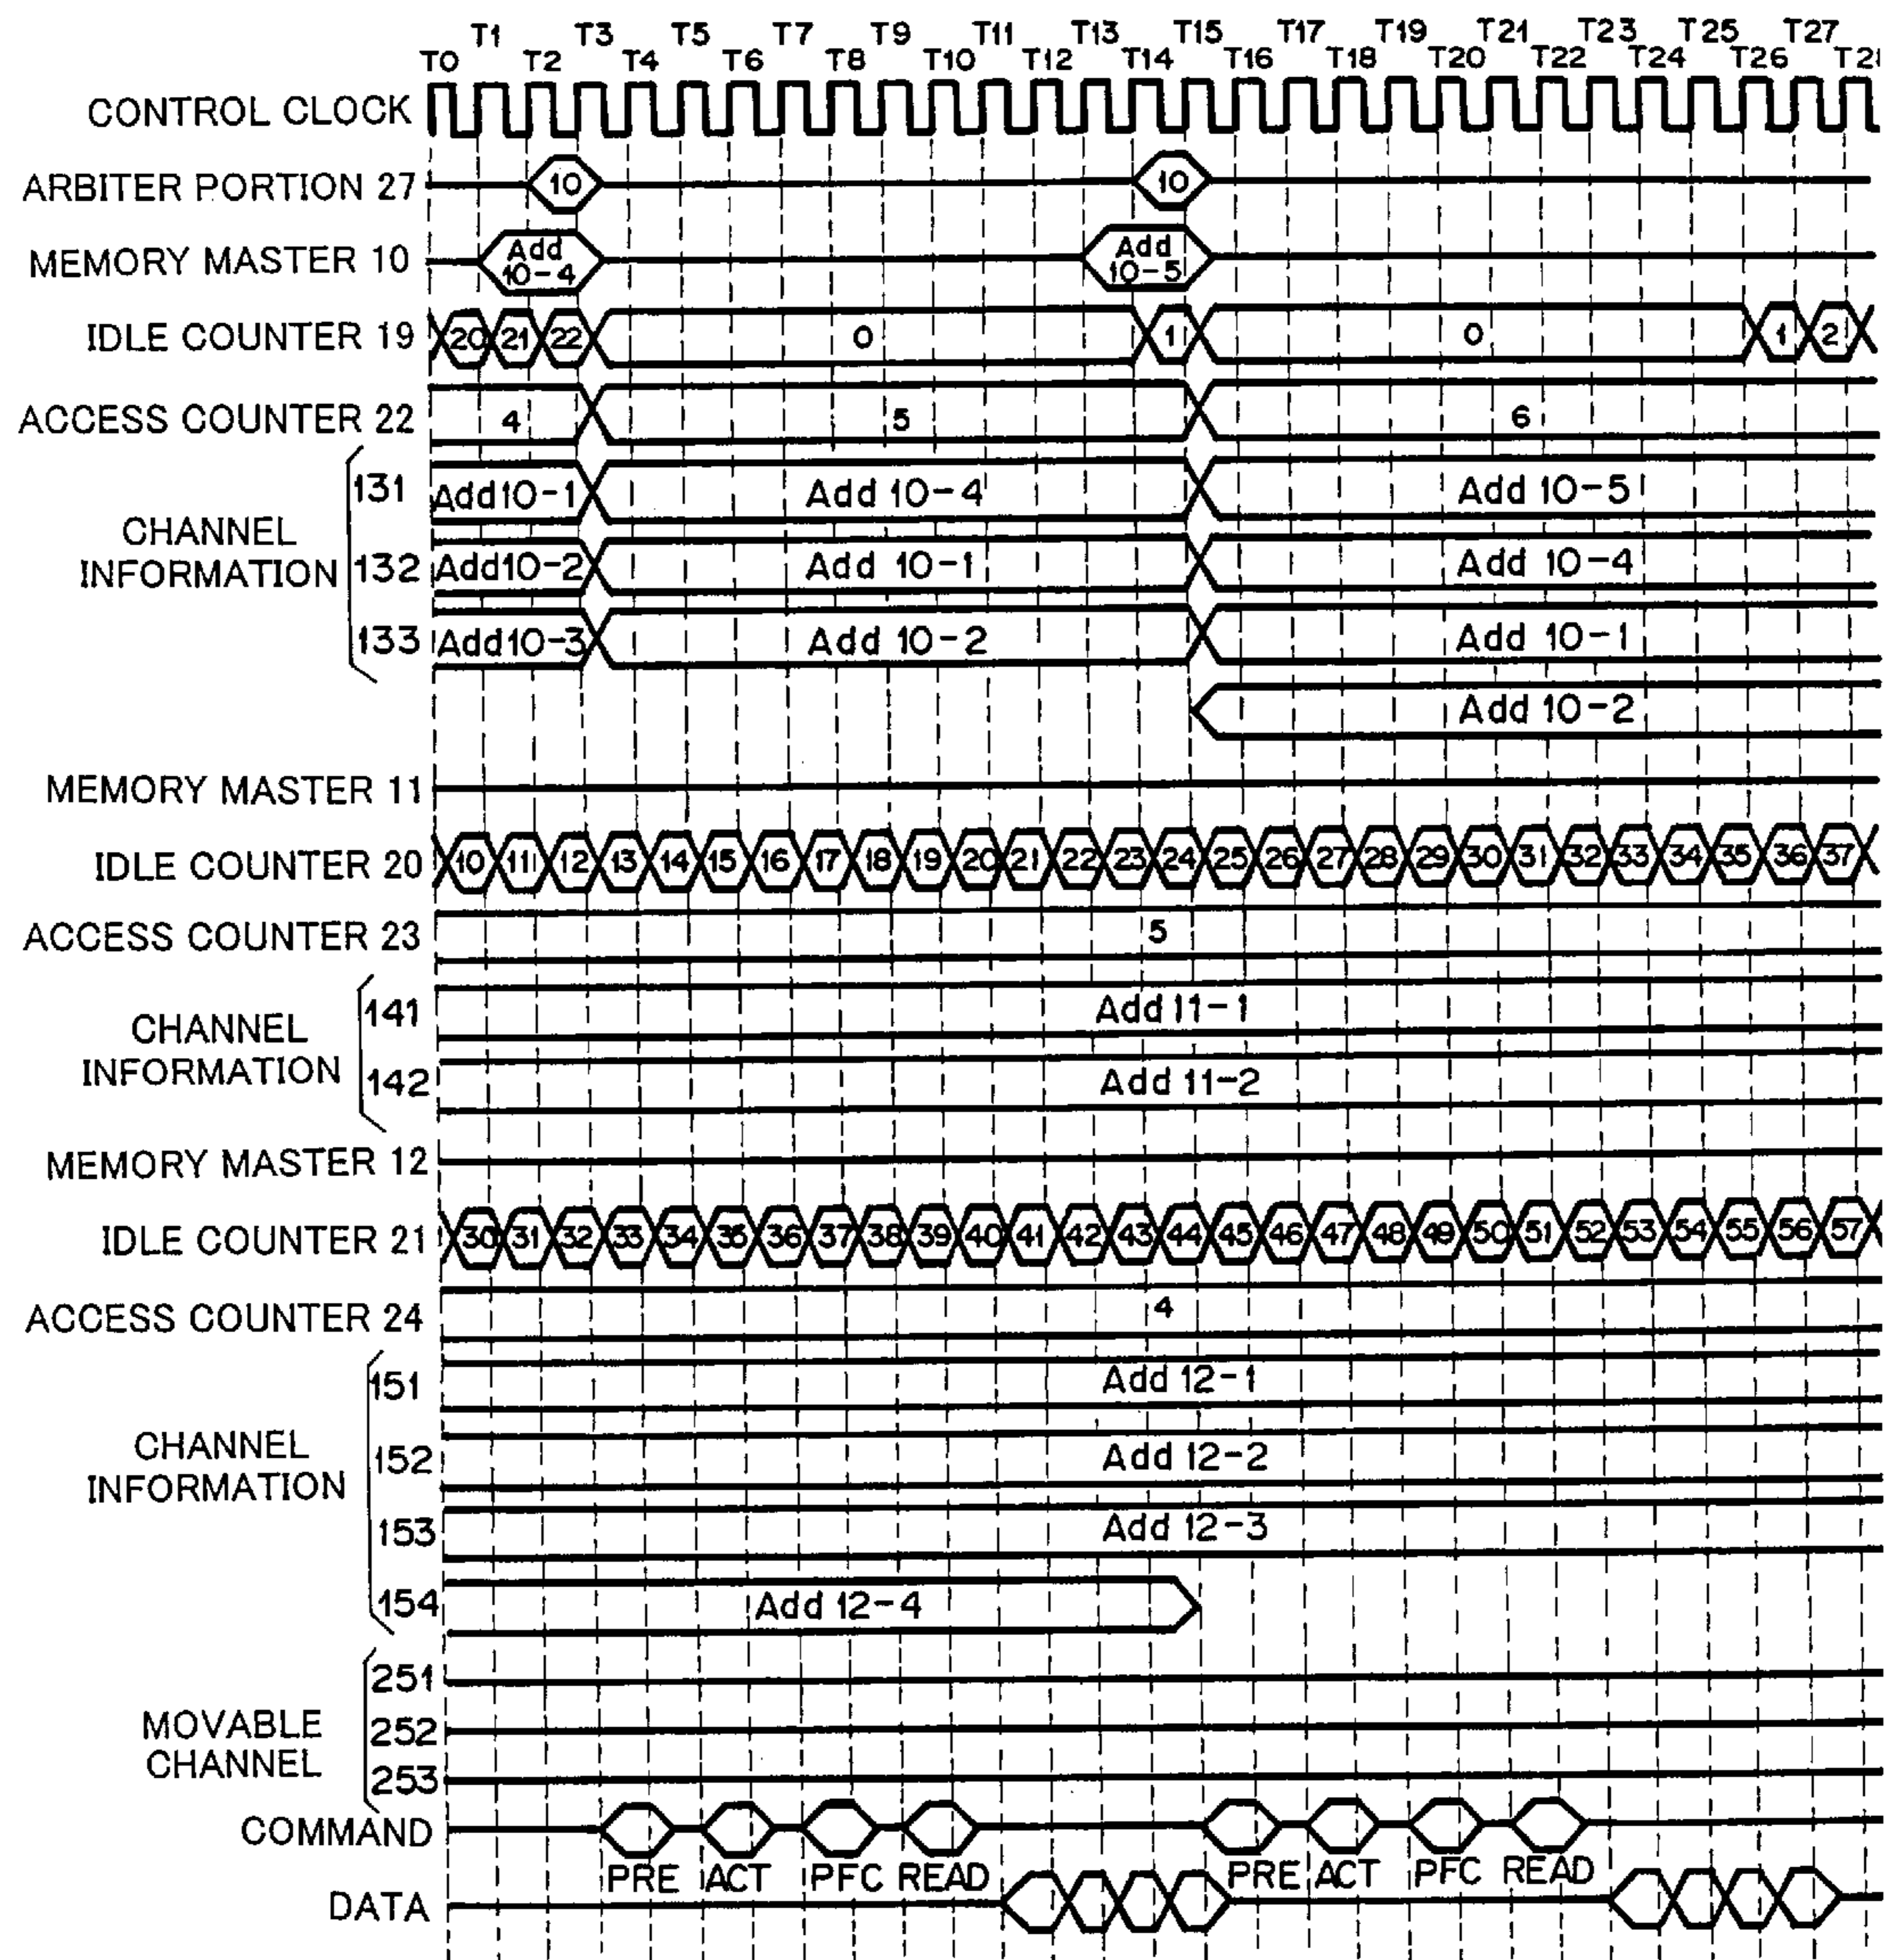 T1 T3 T5 T7 T9 T11 T13 T15 T17 T19 T21 T23 T25 T27
T0 T2 T4 T6 T8 T10 T12 T14 T16 T18 T20 T22 T24 T26
CONTROL CLOCK
ARBITER PORTION 27 10 10
MEMORY MASTER 10 Add 10-4 Add 10-5
IDLE COUNTER 19 20 21 22 0 1 0 1 2
ACCESS COUNTER 22 4 5 6
CHANNEL INFORMATION
131 Add10-1 Add 10-4 Add 10-5
132 Add10-2 Add 10-1 Add 10-4
133 Add10-3 Add 10-2 Add 10-1
Add 10-2
MEMORY MASTER 11
IDLE COUNTER 20 10 11 12 13 14 15 16 17 18 19 20 21 22 23 24 25 26 27 28 29 30 31 32 33 34 35 36 37
ACCESS COUNTER 23 5
CHANNEL INFORMATION
141 Add 11-1
142 Add 11-2
MEMORY MASTER 12
IDLE COUNTER 21 30 31 32 33 34 35 36 37 38 39 40 41 42 43 44 45 46 47 48 49 50 51 52 53 54 55 56 57
ACCESS COUNTER 24 4
CHANNEL INFORMATION
151 Add 12-1
152 Add 12-2
153 Add 12-3
154 Add 12-4
MOVABLE CHANNEL
251
252
253
COMMAND
PRE ACT PFC READ PRE ACT PFC READ
DATA